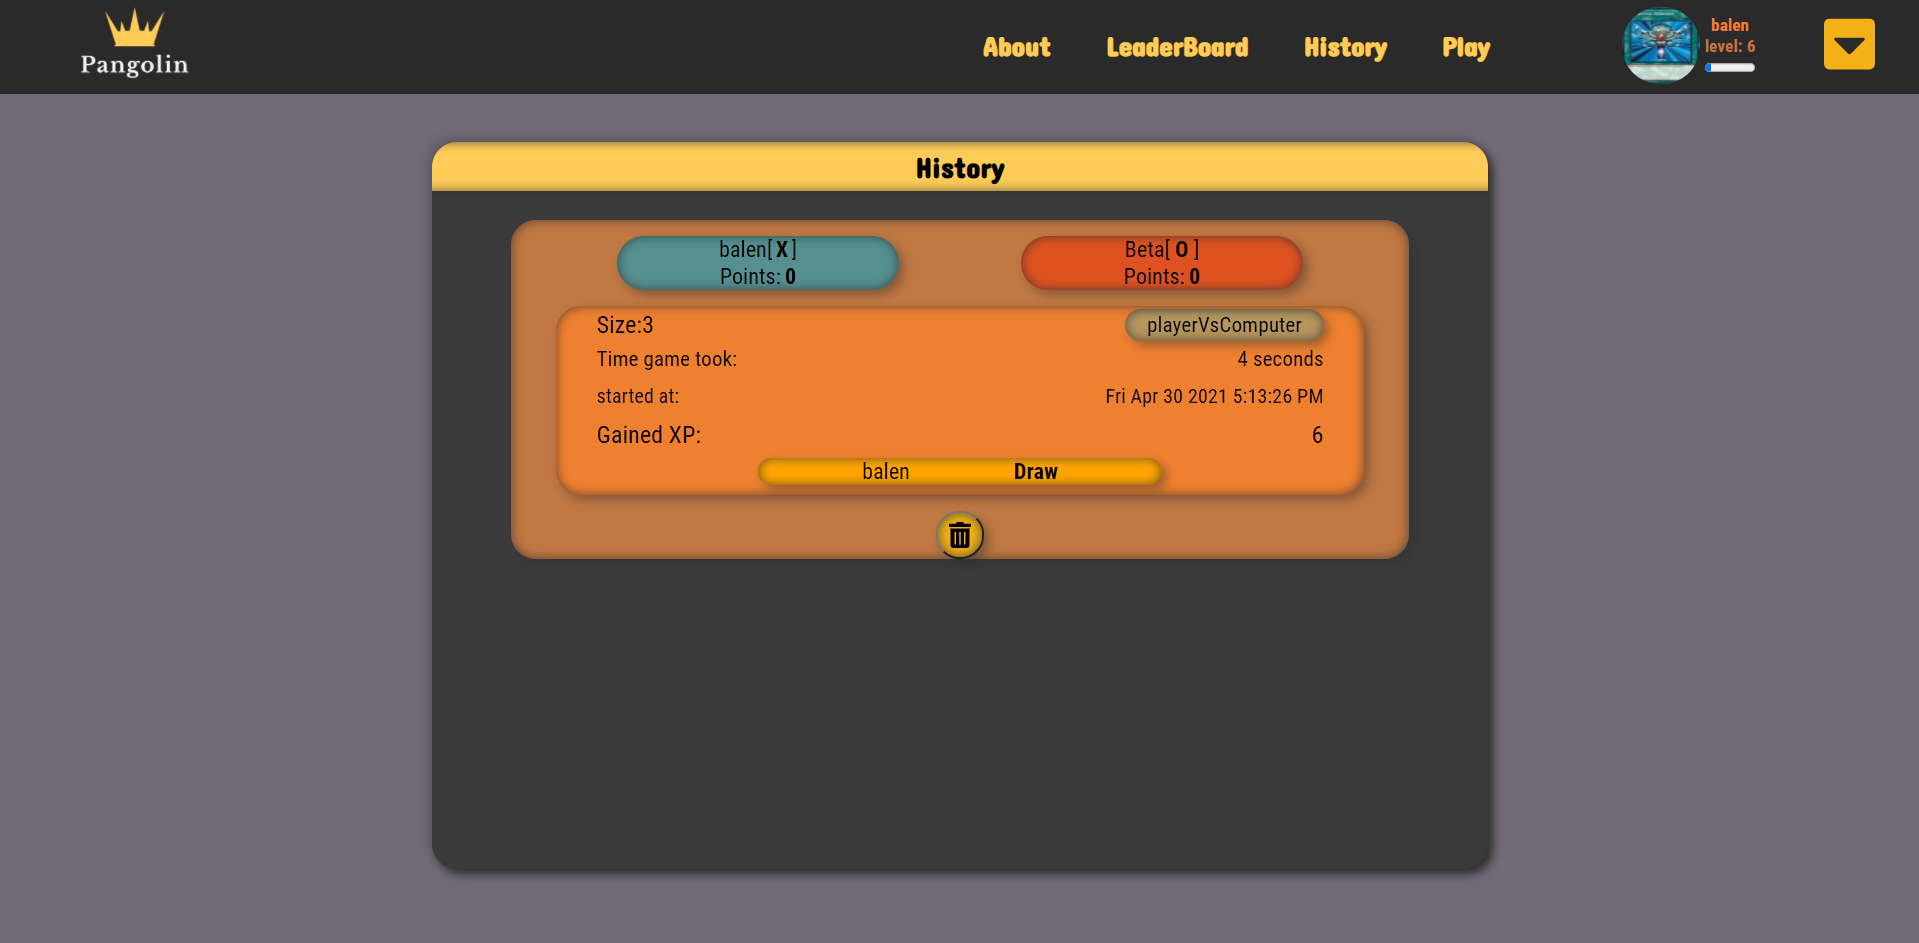 Pangolin
About LeaderBoard History Play
balen
level: 6
History
balen[ X ]
Points: 0
Beta[ O ]
Points: 0
Size:3 playerVsComputer
Time game took: 4 seconds
started at: Fri Apr 30 2021 5:13:26 PM
Gained XP: 6
balen Draw